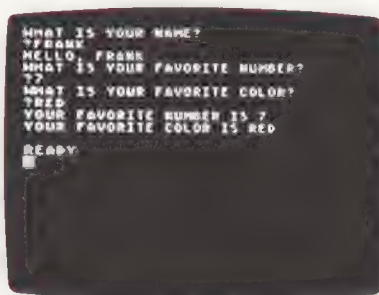 WHAT IS YOUR NAME?
?FRANK
HELLO, FRANK
WHAT IS YOUR FAVORITE NUMBER?
?7
WHAT IS YOUR FAVORITE COLOR?
?RED
YOUR FAVORITE NUMBER IS 7
YOUR FAVORITE COLOR IS RED
READY